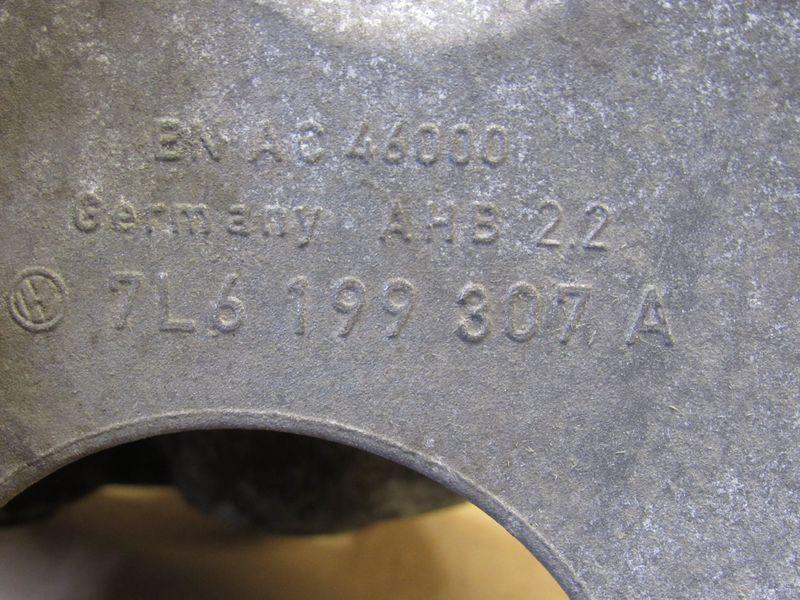 EN AC 46000
Germany AHB 2.2
7L6 199 307 A